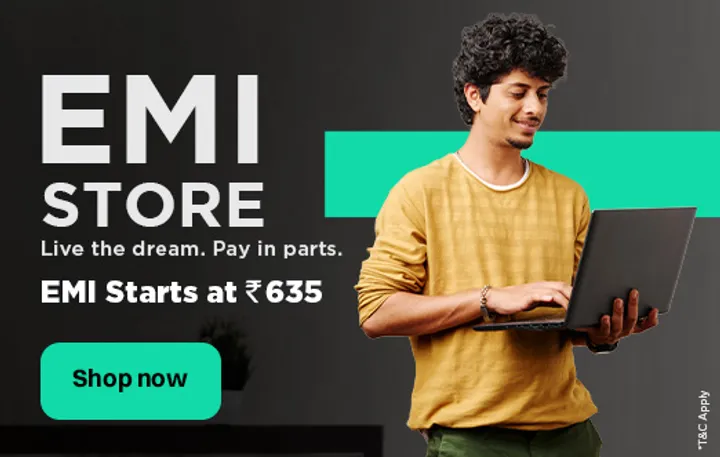 EMI
STORE
Live the dream. Pay in parts.
EMI Starts at ₹635
Shop now
*T&C Apply